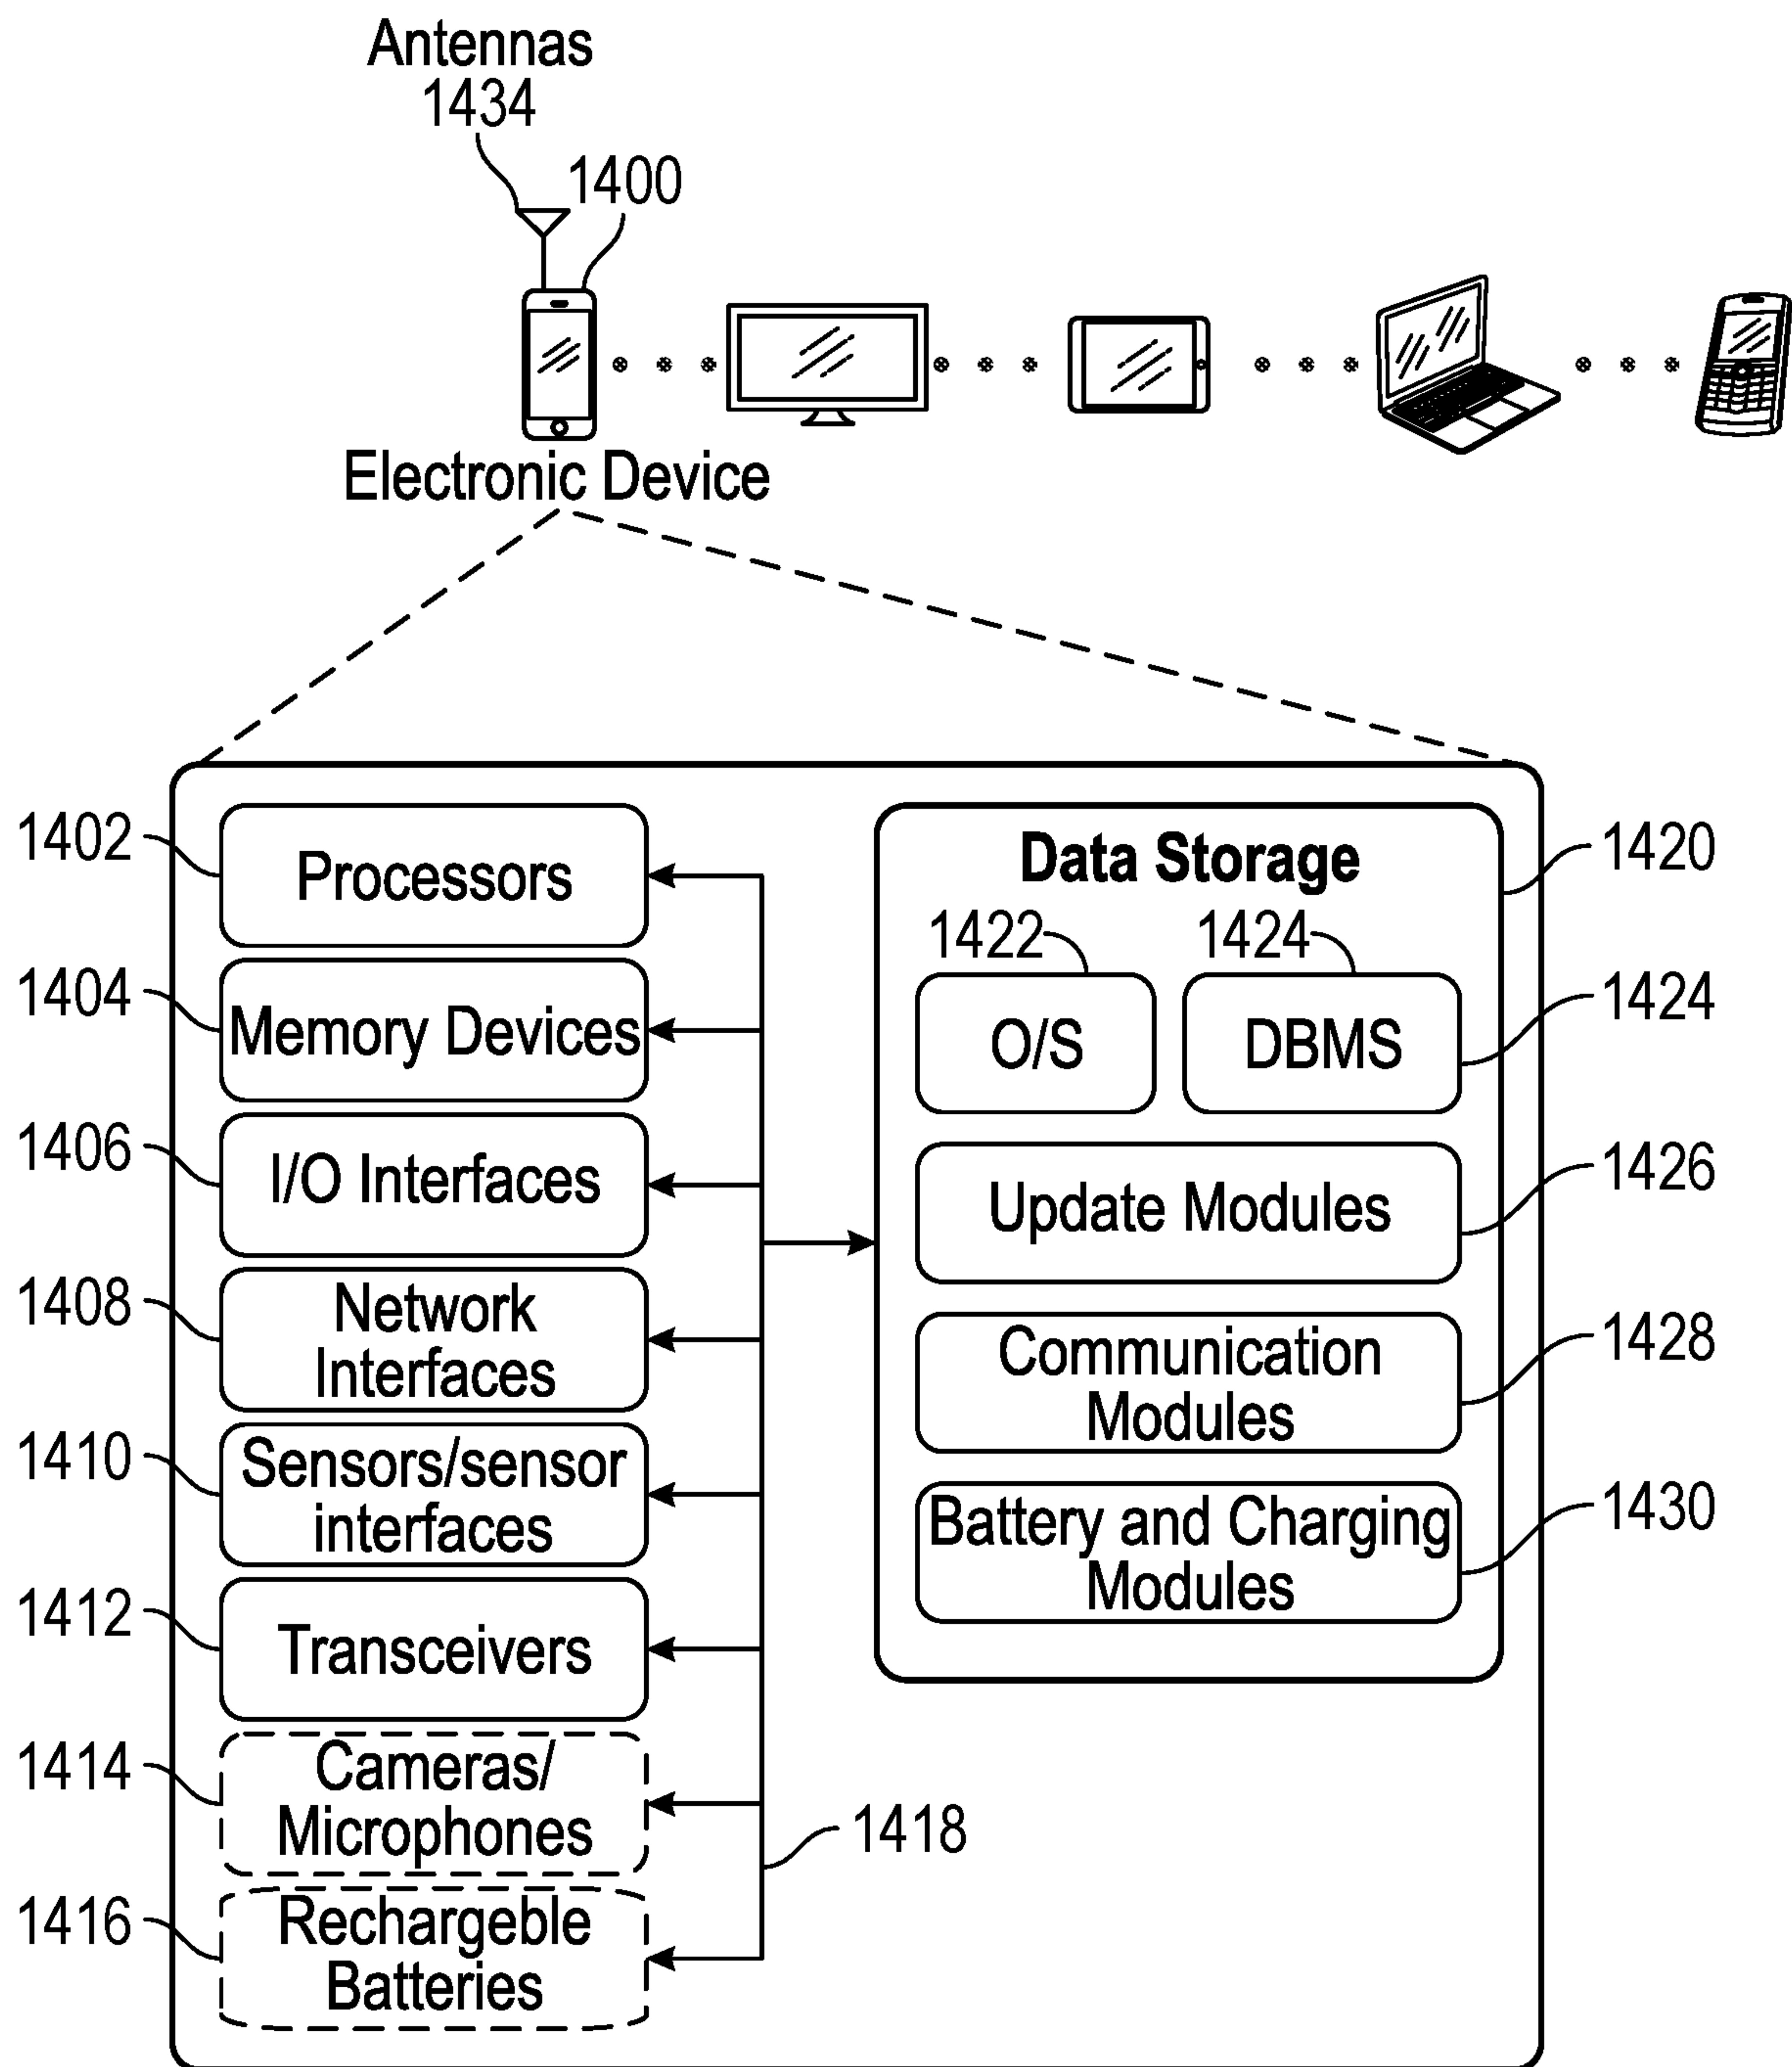 Antennas
1434
1400
Electronic Device
1402
Processors
1404
Memory Devices
1406
I/O Interfaces
1408
Network
Interfaces
1410
Sensors/sensor
interfaces
1412
Transceivers
1414
Cameras/
Microphones
1416
Rechargeble
Batteries
1418
Data Storage
1420
1422
1424
O/S
DBMS
1424
Update Modules
1426
Communication
Modules
1428
Battery and Charging
Modules
1430